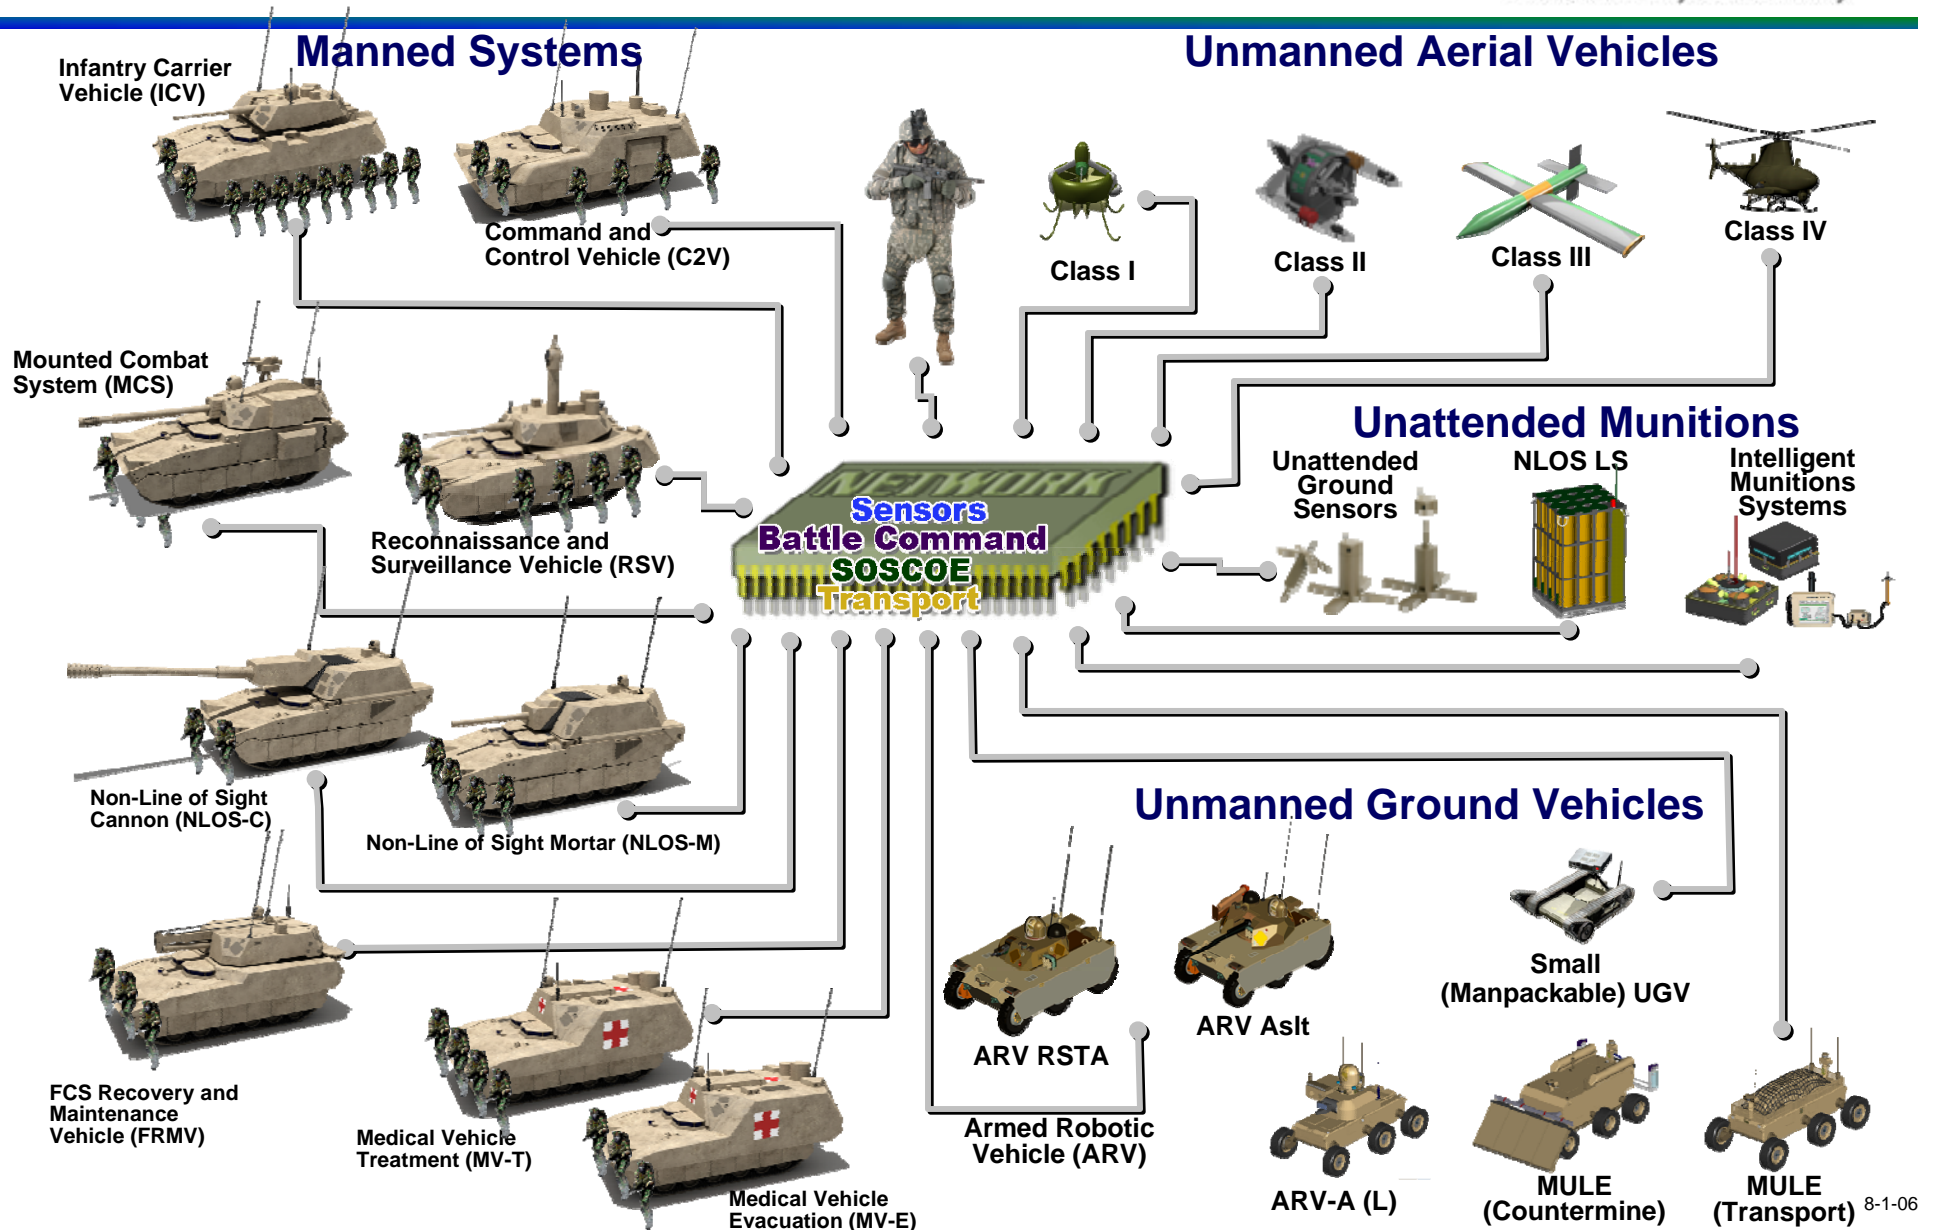 Manned Systems
Unmanned Aerial Vehicles
Infantry Carrier
Vehicle (ICV)
Command and
Control Vehicle (C2V)
Class I
Class II
Class III
Class IV
Mounted Combat
System (MCS)
Reconnaissance and
Surveillance Vehicle (RSV)
NETWORK
Sensors
Battle Command
SOSCOE
Transport
Unattended Munitions
Unattended
Ground
Sensors
NLOS LS
Intelligent
Munitions
Systems
Non-Line of Sight
Cannon (NLOS-C)
Non-Line of Sight Mortar (NLOS-M)
Unmanned Ground Vehicles
FCS Recovery and
Maintenance
Vehicle (FRMV)
Medical Vehicle
Treatment (MV-T)
Medical Vehicle
Evacuation (MV-E)
ARV RSTA
ARV Aslt
Small
(Manpackable) UGV
Armed Robotic
Vehicle (ARV)
ARV-A (L)
MULE
(Countermine)
MULE
(Transport)
8-1-06